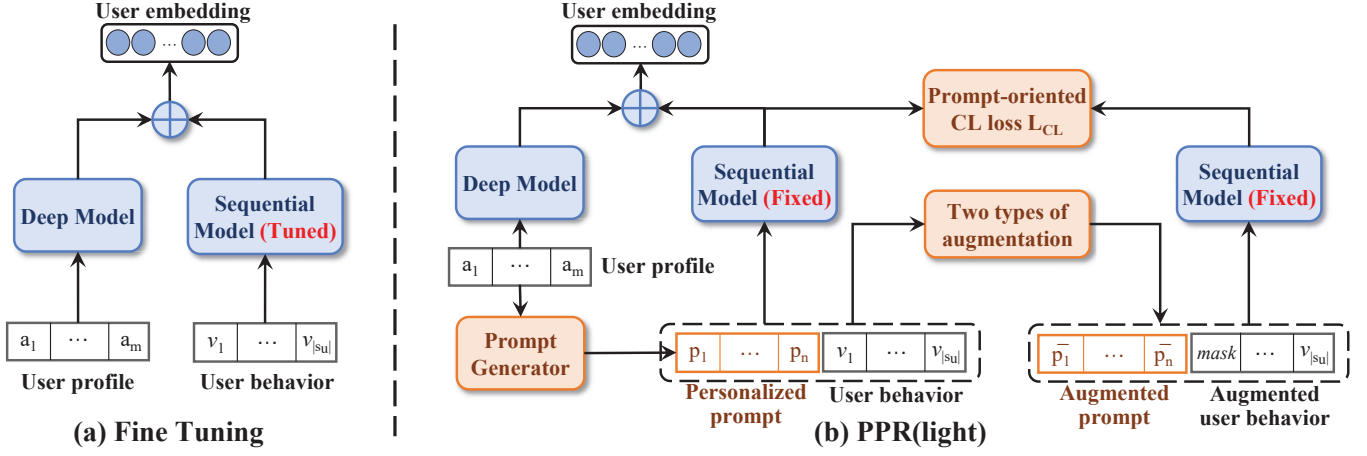 User embedding
...
Deep Model
Sequential
Model (Tuned)
a1 ... am
v1 ... v|su|
User profile
User behavior
(a) Fine Tuning
User embedding
...
Prompt-oriented
CL loss LCL
Deep Model
Sequential
Model (Fixed)
Two types of
augmentation
Sequential
Model (Fixed)
a1 ... am
User profile
Prompt
Generator
p1 ... pn
v1 ... v|su|
p̄1 ... p̄n
mask ... v|su|
Personalized
prompt
User behavior
Augmented
prompt
Augmented
user behavior
(b) PPR(light)